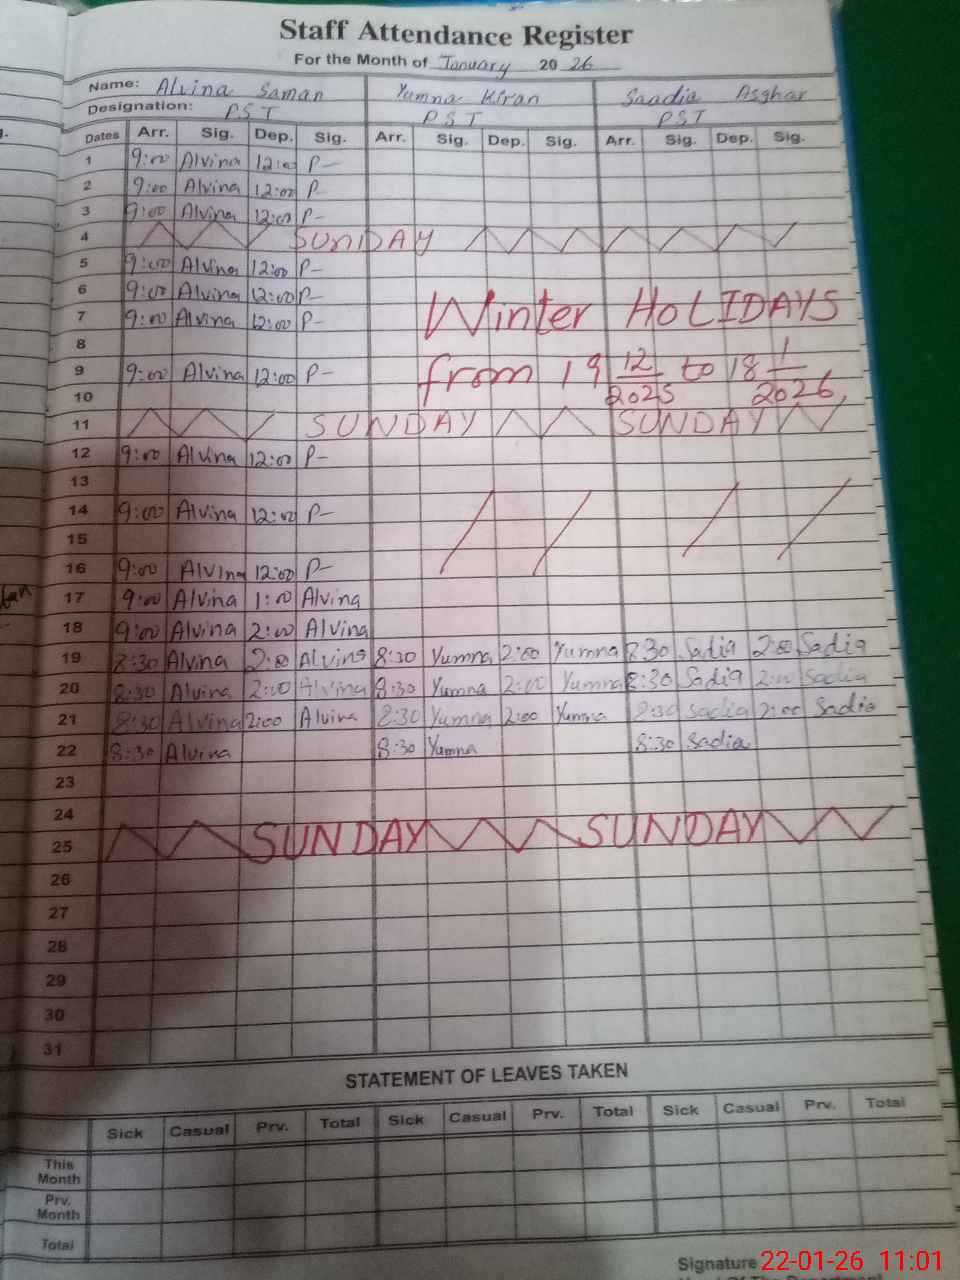 Staff Attendance Register
For the Month of January 20 26
Name: Alvina Saman Yumna Kiran Saadia Asghar
Designation: PST PST PST
Dates Arr. Sig. Dep. Sig. Arr. Sig. Dep. Sig. Arr. Sig. Dep. Sig.
1 9:00 Alvina 12:00 P-
2 9:00 Alvina 12:00 P-
3 9:00 Alvina 12:00 P-
4 SUNDAY
5 9:00 Alvina 12:00 P-
6 9:00 Alvina 12:00 P-
7 9:00 Alvina 12:00 P-
Winter HOLIDAYS
8
9 9:00 Alvina 12:00 P-
from 19 12/2025 to 18 1/2026,
10
11 SUNDAY SUNDAY
12 9:00 Alvina 12:00 P-
13
14 9:00 Alvina 12:00 P-
15
16 9:00 Alvina 12:00 P-
17 9:00 Alvina 1:00 Alvina
18 9:00 Alvina 2:00 Alvina
19 8:30 Alvina 2:00 Alvina 8:30 Yumna 2:00 Yumna 8:30 Sadia 2:00 Sadia
20 8:30 Alvina 2:00 Alvina 8:30 Yumna 2:00 Yumna 8:30 Sadia 2:00 Sadia
21 8:30 Alvina 2:00 Alvina 8:30 Yumna 2:00 Yumna 8:30 Sadia 2:00 Sadia
22 8:30 Alvina 8:30 Yumna 8:30 Sadia
23
24
25 SUNDAY SUNDAY
26
27
28
29
30
31
STATEMENT OF LEAVES TAKEN
Sick Casual Prv. Total Sick Casual Prv. Total Sick Casual Prv. Total
This Month
Prv. Month
Total
Signature
22-01-26 11:01